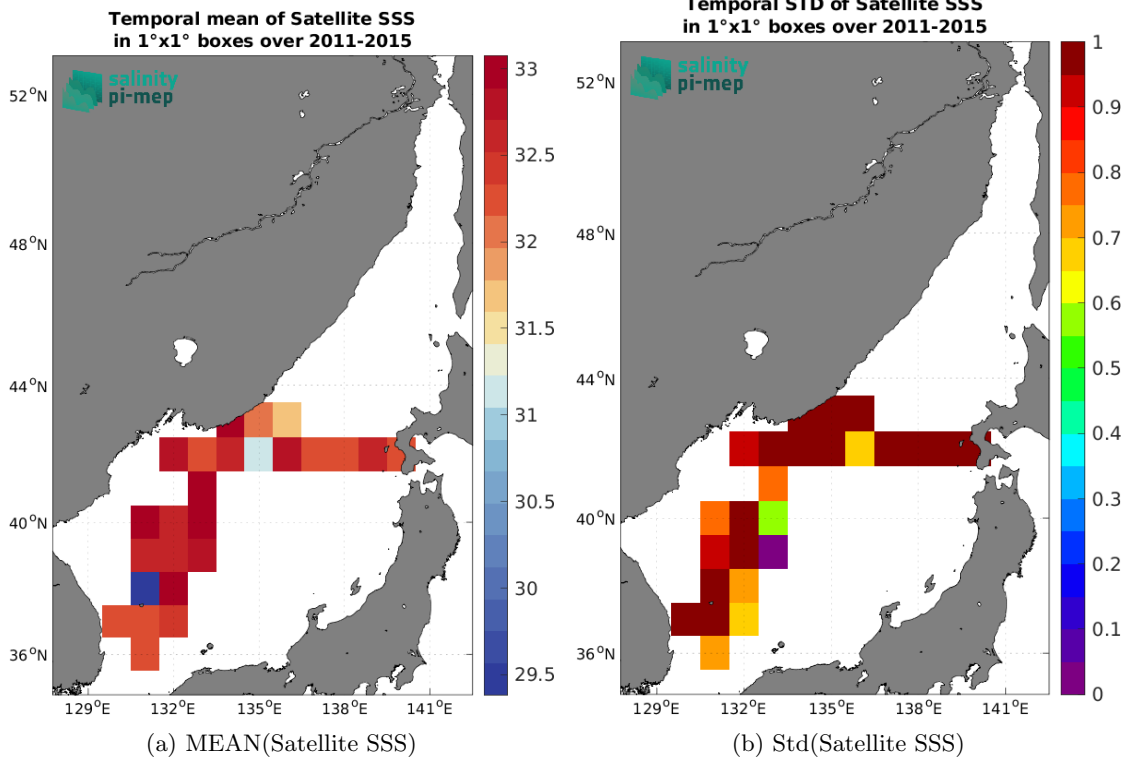 Temporal mean of Satellite SSS
in 1°x1° boxes over 2011-2015
salinity
pi-mep
52°N
48°N
44°N
40°N
36°N
129°E
132°E
135°E
138°E
141°E
33
32.5
32
31.5
31
30.5
30
29.5
(a) MEAN(Satellite SSS)
Temporal STD of Satellite SSS
in 1°x1° boxes over 2011-2015
salinity
pi-mep
52°N
48°N
44°N
40°N
36°N
129°E
132°E
135°E
138°E
141°E
1
0.9
0.8
0.7
0.6
0.5
0.4
0.3
0.2
0.1
0
(b) Std(Satellite SSS)